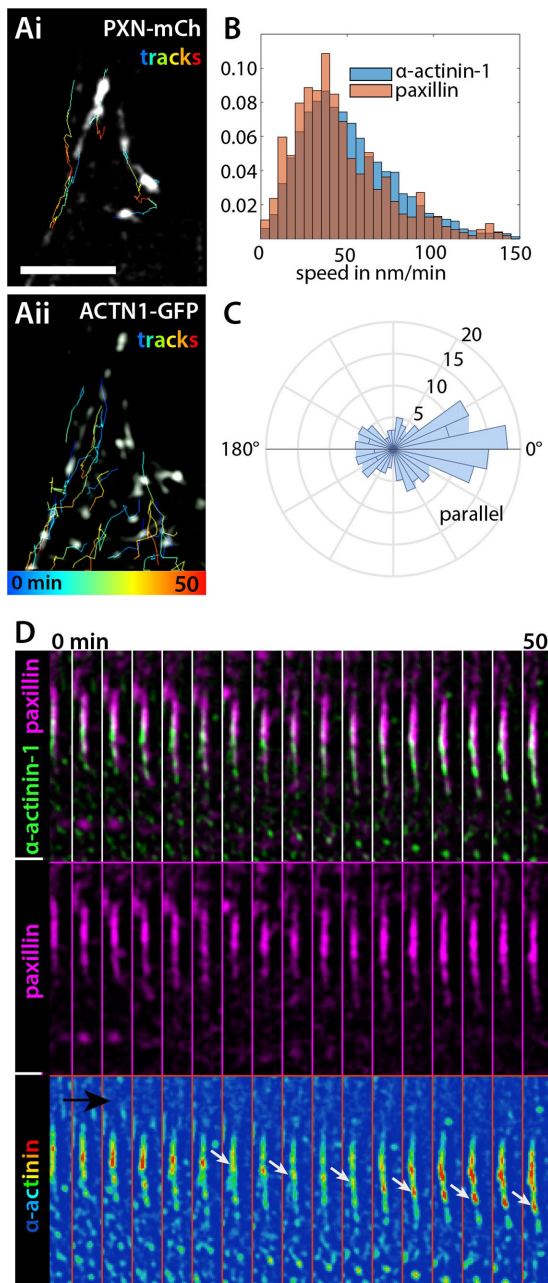 Ai PXN-mCh
tracks
Aii ACTN1-GFP
tracks
0 min 50
B
α-actinin-1
paxillin
0.10
0.08
0.06
0.04
0.02
0 50 100 150
speed in nm/min
C
20
15
10
5
180° 0°
parallel
D 0 min 50
α-actinin-1 paxillin
paxillin
α-actinin